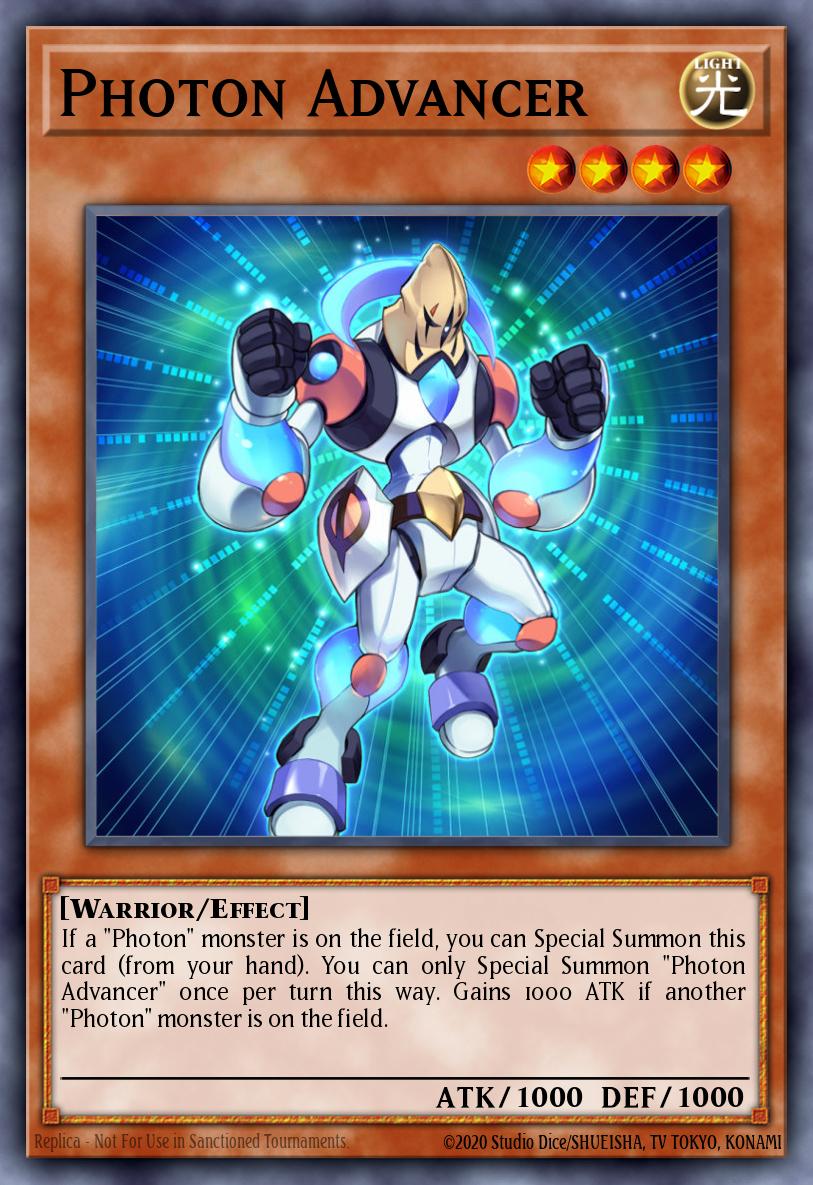 Photon Advancer
LIGHT
光
[Warrior/Effect]
If a "Photon" monster is on the field, you can Special Summon this
card (from your hand). You can only Special Summon "Photon
Advancer" once per turn this way. Gains 1000 ATK if another
"Photon" monster is on the field.
ATK/1000 DEF/1000
Replica - Not For Use in Sanctioned Tournaments.
©2020 Studio Dice/SHUEISHA, TV TOKYO, KONAMI